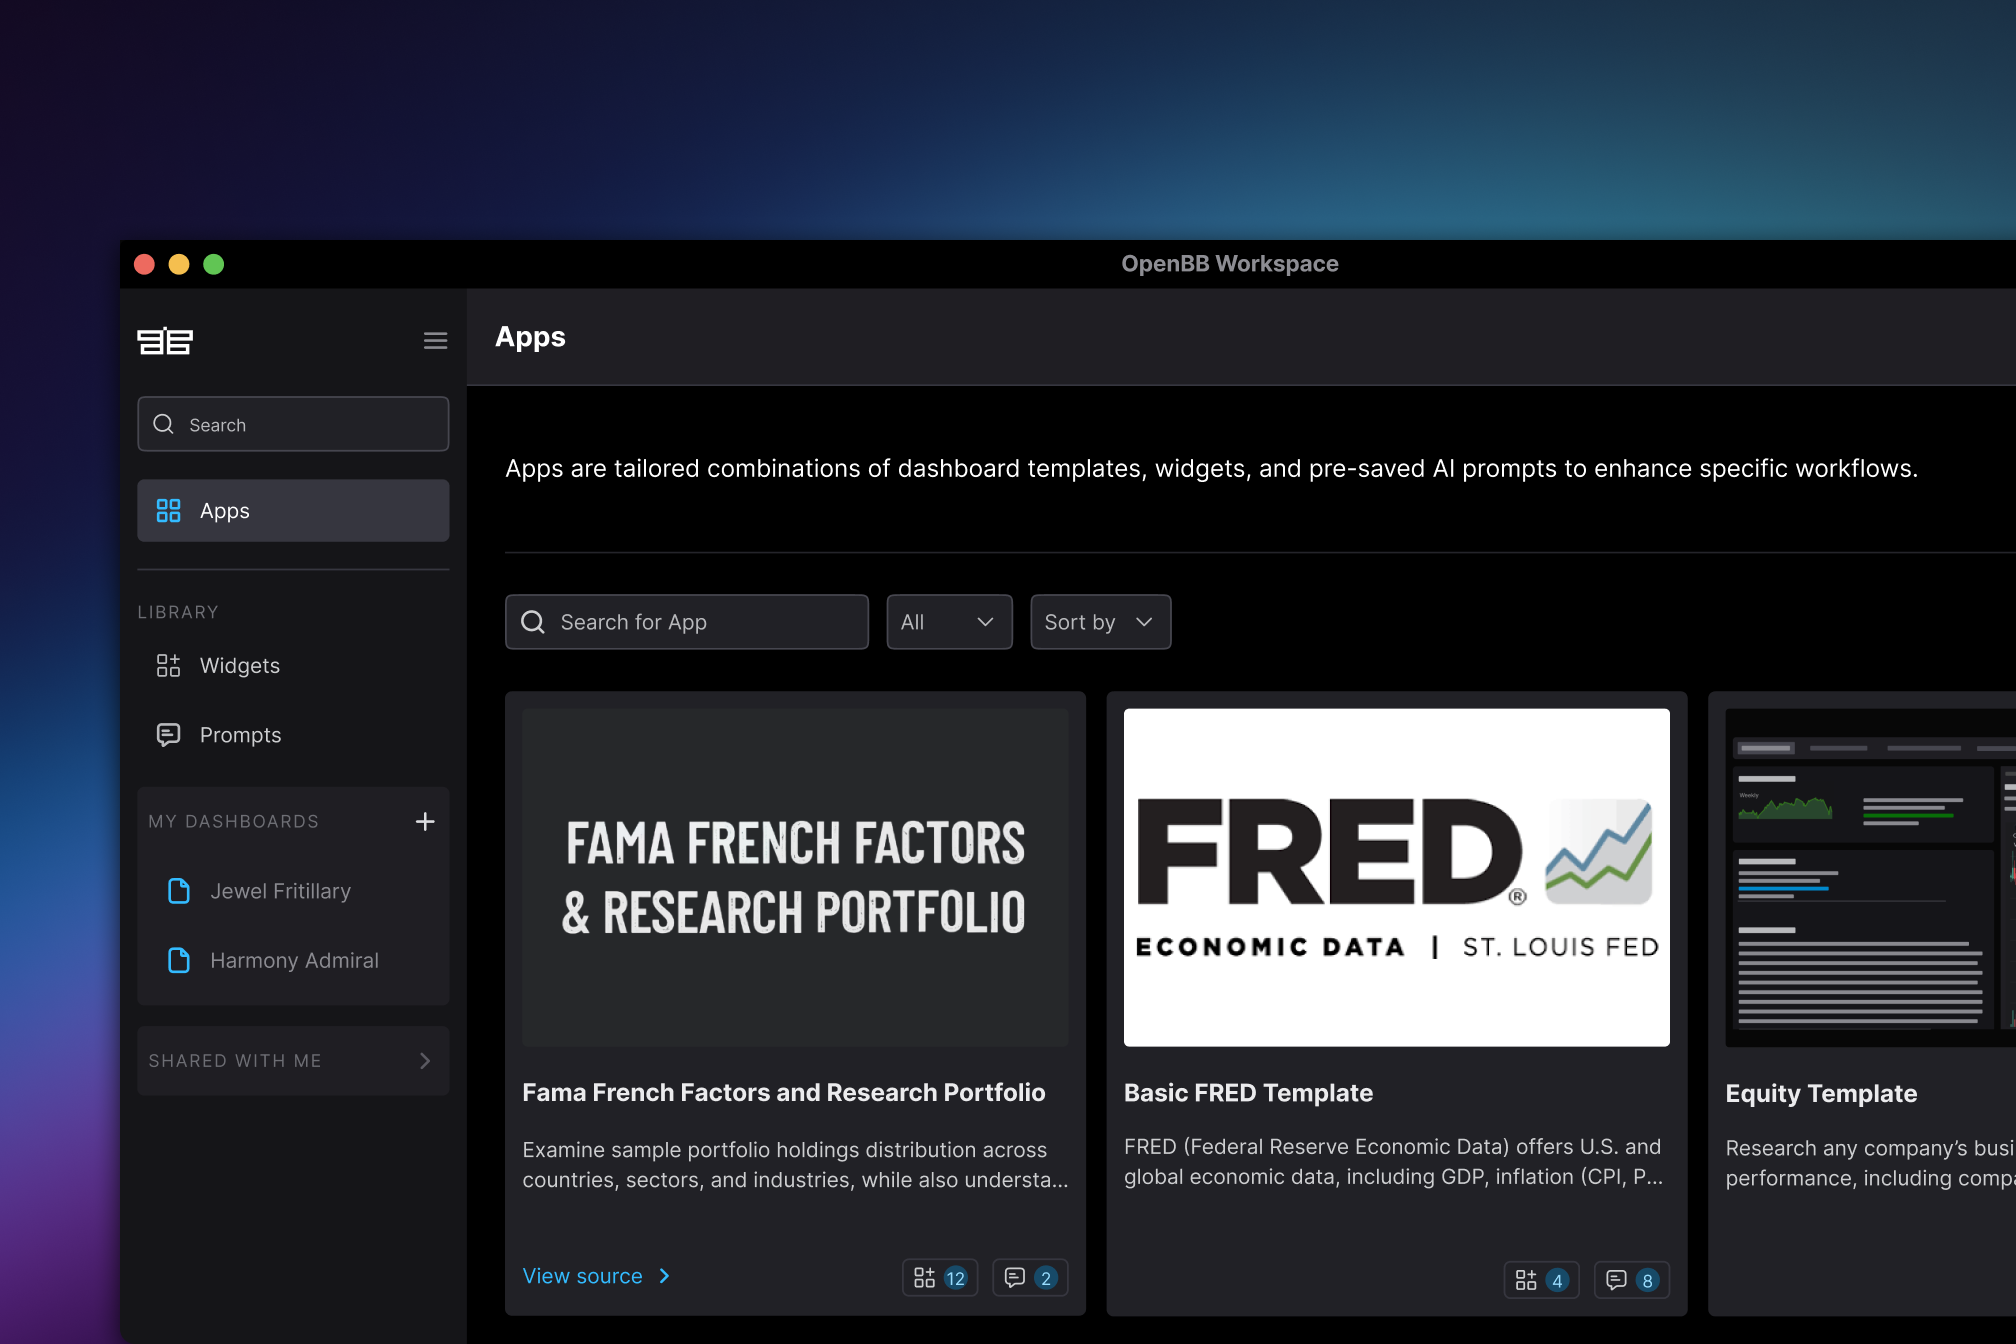 OpenBB Workspace
Search
Apps
LIBRARY
Widgets
Prompts
MY DASHBOARDS
Jewel Fritillary
Harmony Admiral
SHARED WITH ME
Apps
Apps are tailored combinations of dashboard templates, widgets, and pre-saved AI prompts to enhance specific workflows.
Search for App
All
Sort by
FAMA FRENCH FACTORS
& RESEARCH PORTFOLIO
Fama French Factors and Research Portfolio
Examine sample portfolio holdings distribution across
countries, sectors, and industries, while also understa...
View source
12
2
FRED®
ECONOMIC DATA | ST. LOUIS FED
Basic FRED Template
FRED (Federal Reserve Economic Data) offers U.S. and
global economic data, including GDP, inflation (CPI, P...
4
8
Weekly
Equity Template
Research any company's busi
performance, including compa